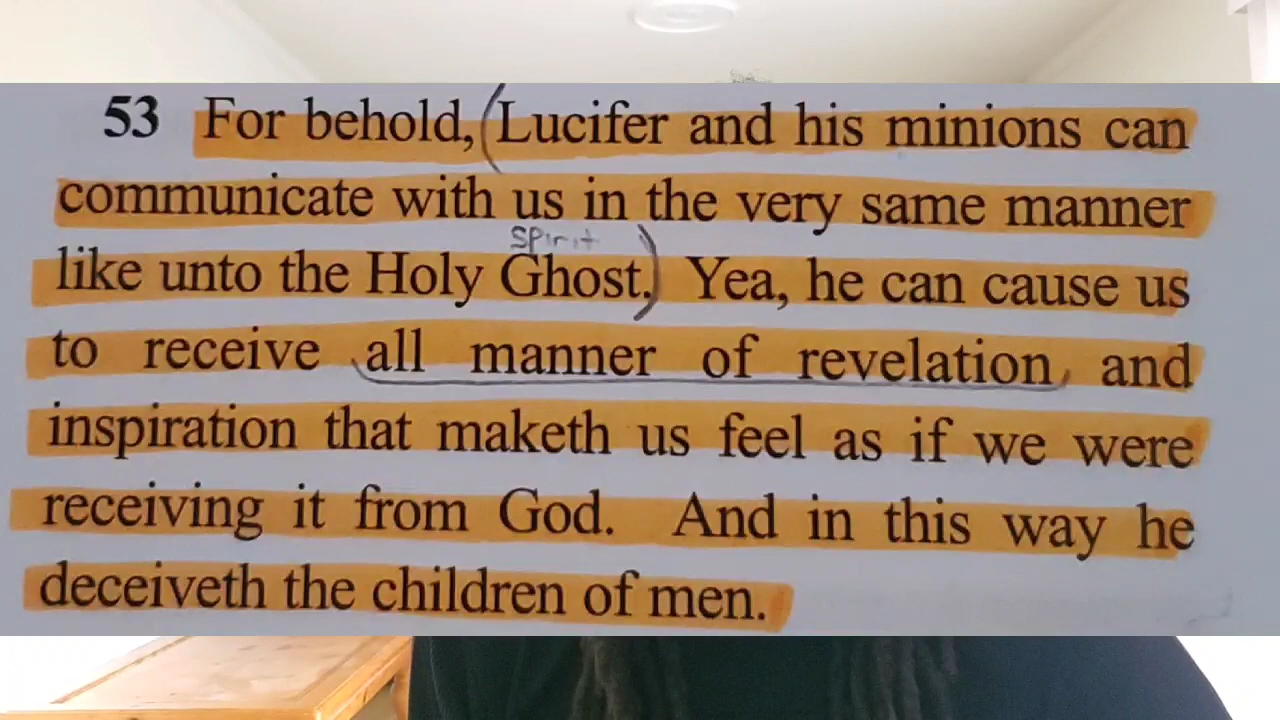 53 For behold, (Lucifer and his minions can
communicate with us in the very same manner
spirit
like unto the Holy Ghost.) Yea, he can cause us
to receive all manner of revelation and
inspiration that maketh us feel as if we were
receiving it from God. And in this way he
deceiveth the children of men.